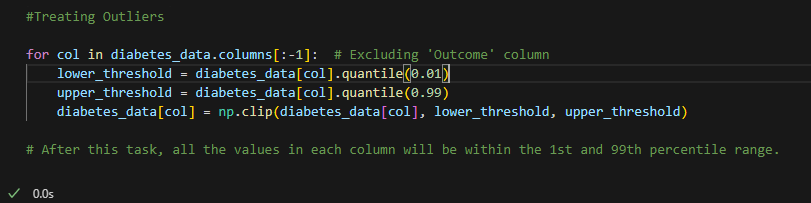 #Treating Outliers
for col in diabetes_data.columns[:-1]:  # Excluding 'Outcome' column
    lower_threshold = diabetes_data[col].quantile(0.01)
    upper_threshold = diabetes_data[col].quantile(0.99)
    diabetes_data[col] = np.clip(diabetes_data[col], lower_threshold, upper_threshold)
# After this task, all the values in each column will be within the 1st and 99th percentile range.
0.0s